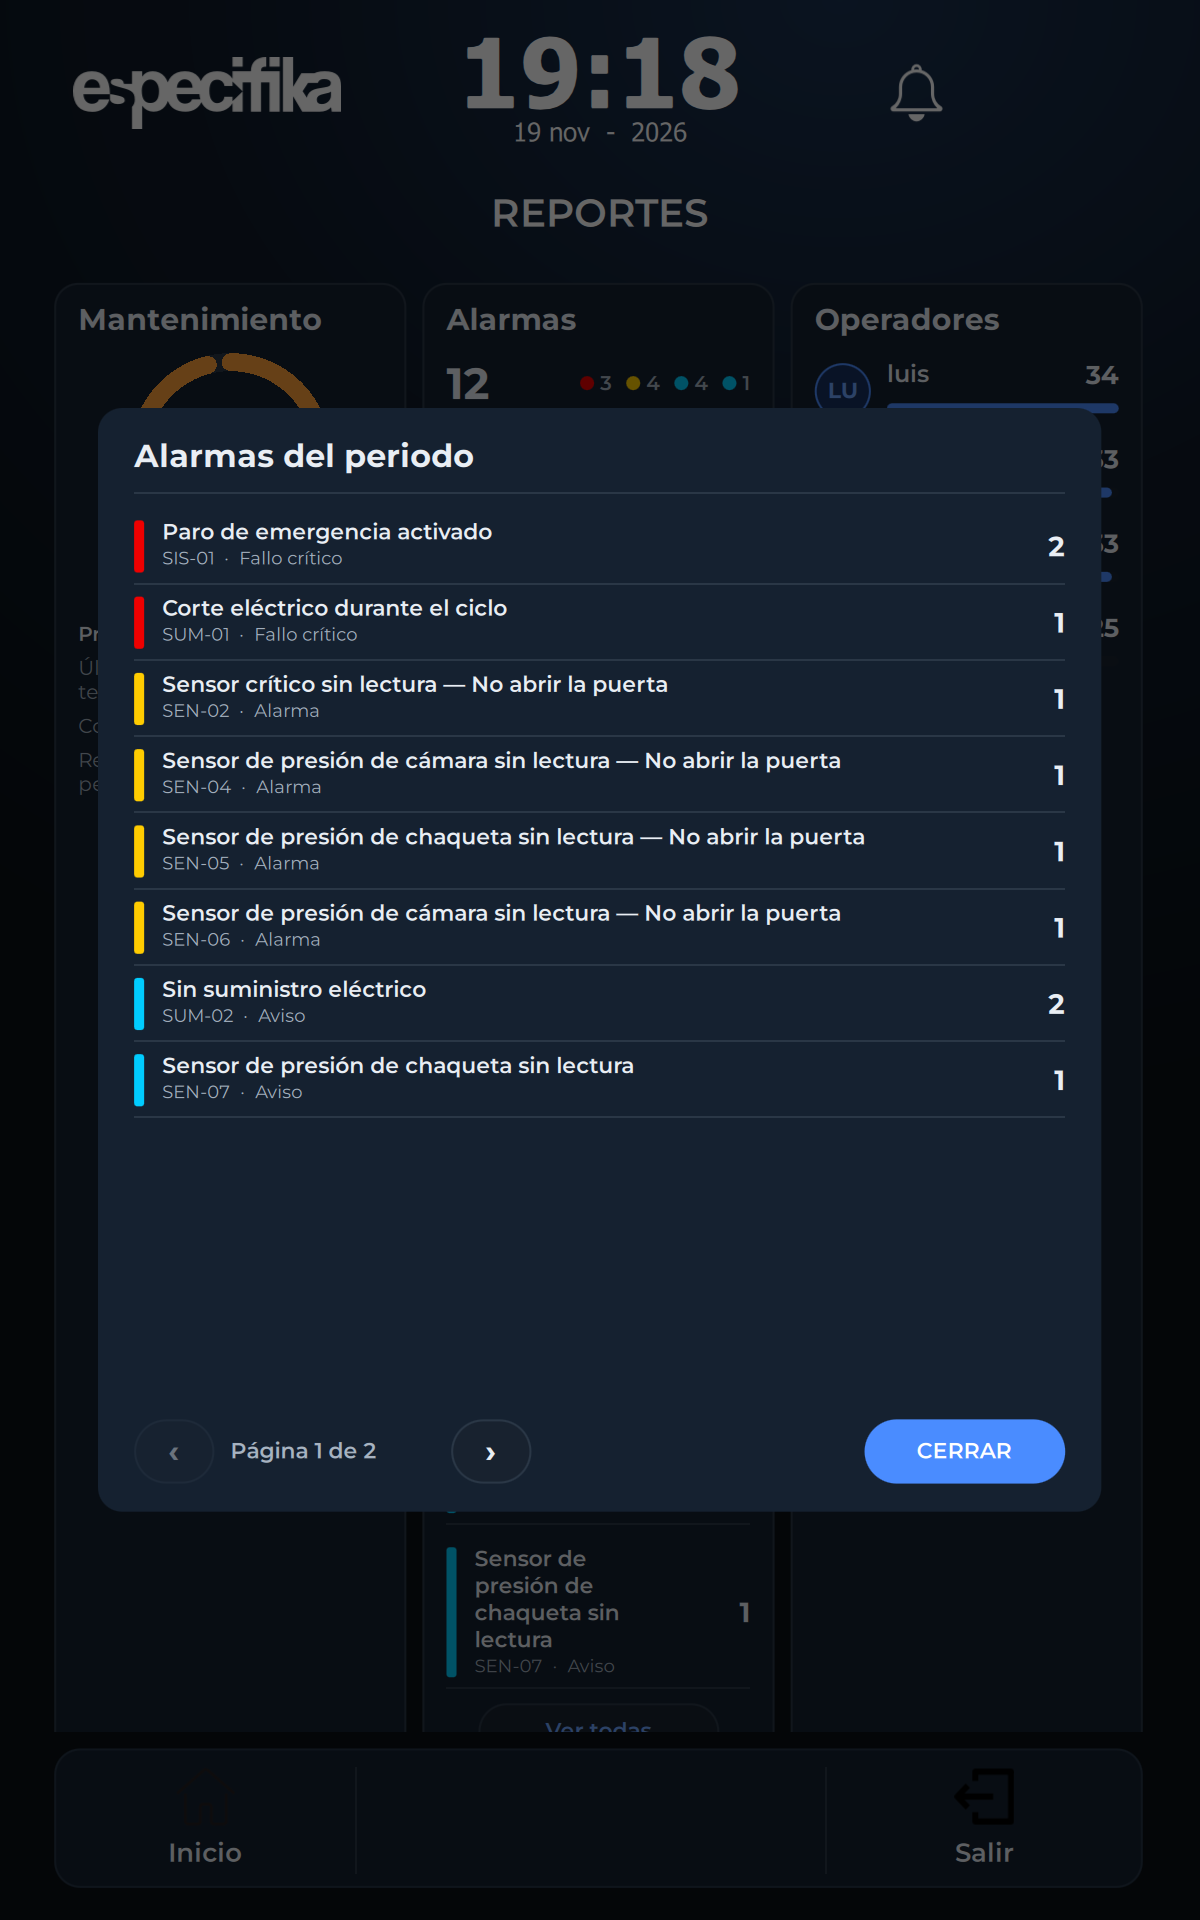 especifika
19:18
19 nov - 2026
REPORTES
Mantenimiento
Alarmas
12
3 4 4 1
Operadores
LU
luis
34
Alarmas del periodo
Paro de emergencia activado
SIS-01 · Fallo crítico
2
Corte eléctrico durante el ciclo
SUM-01 · Fallo crítico
1
Sensor crítico sin lectura — No abrir la puerta
SEN-02 · Alarma
1
Sensor de presión de cámara sin lectura — No abrir la puerta
SEN-04 · Alarma
1
Sensor de presión de chaqueta sin lectura — No abrir la puerta
SEN-05 · Alarma
1
Sensor de presión de cámara sin lectura — No abrir la puerta
SEN-06 · Alarma
1
Sin suministro eléctrico
SUM-02 · Aviso
2
Sensor de presión de chaqueta sin lectura
SEN-07 · Aviso
1
‹ Página 1 de 2 ›
CERRAR
Sensor de
presión de
chaqueta sin
lectura
SEN-07 · Aviso
1
Ver todas
Inicio
Salir